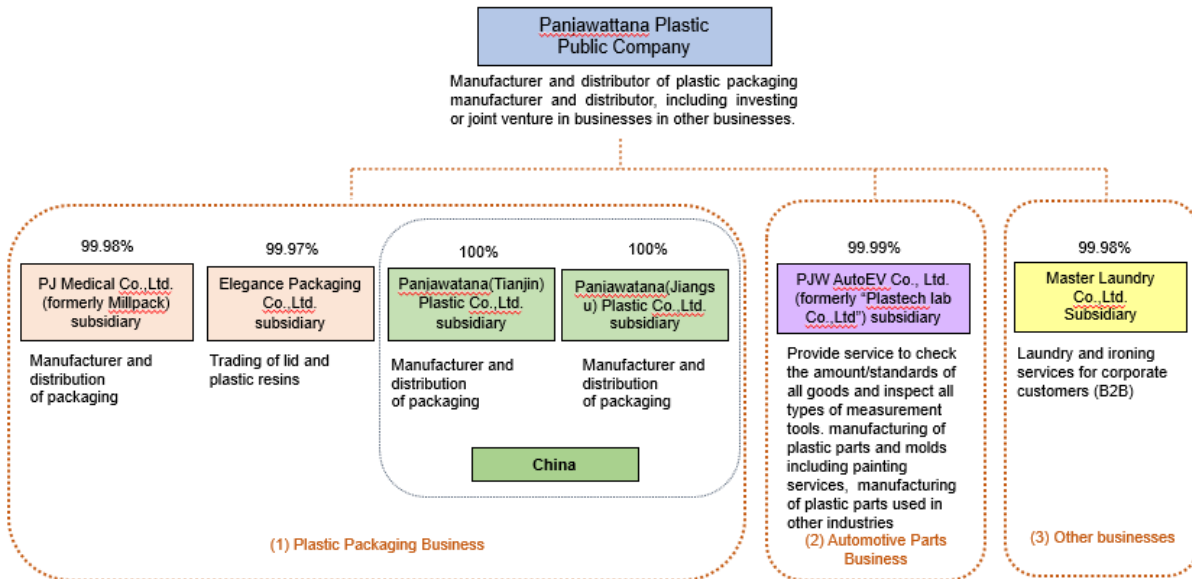 Panjawattana Plastic
Public Company
Manufacturer and distributor of plastic packaging
manufacturer and distributor, including investing
or joint venture in businesses in other businesses.
99.98%
PJ Medical Co.,Ltd.
(formerly Millpack)
subsidiary
Manufacturer and
distribution
of packaging
99.97%
Elegance Packaging
Co.,Ltd.
subsidiary
Trading of lid and
plastic resins
100%
Panjawatana(Tianjin)
Plastic Co.,Ltd.
subsidiary
Manufacturer and
distribution
of packaging
100%
Panjawatana(Jiangs
u) Plastic Co.,Ltd.
subsidiary
Manufacturer and
distribution
of packaging
China
(1) Plastic Packaging Business
99.99%
PJW AutoEV Co., Ltd.
(formerly “Plastech lab
Co.,Ltd”) subsidiary
Provide service to check
the amount/standards of
all goods and inspect all
types of measurement
tools. manufacturing of
plastic parts and molds
including painting
services, manufacturing
of plastic parts used in
other industries
(2) Automotive Parts
Business
99.98%
Master Laundry
Co.,Ltd.
Subsidiary
Laundry and ironing
services for corporate
customers (B2B)
(3) Other businesses